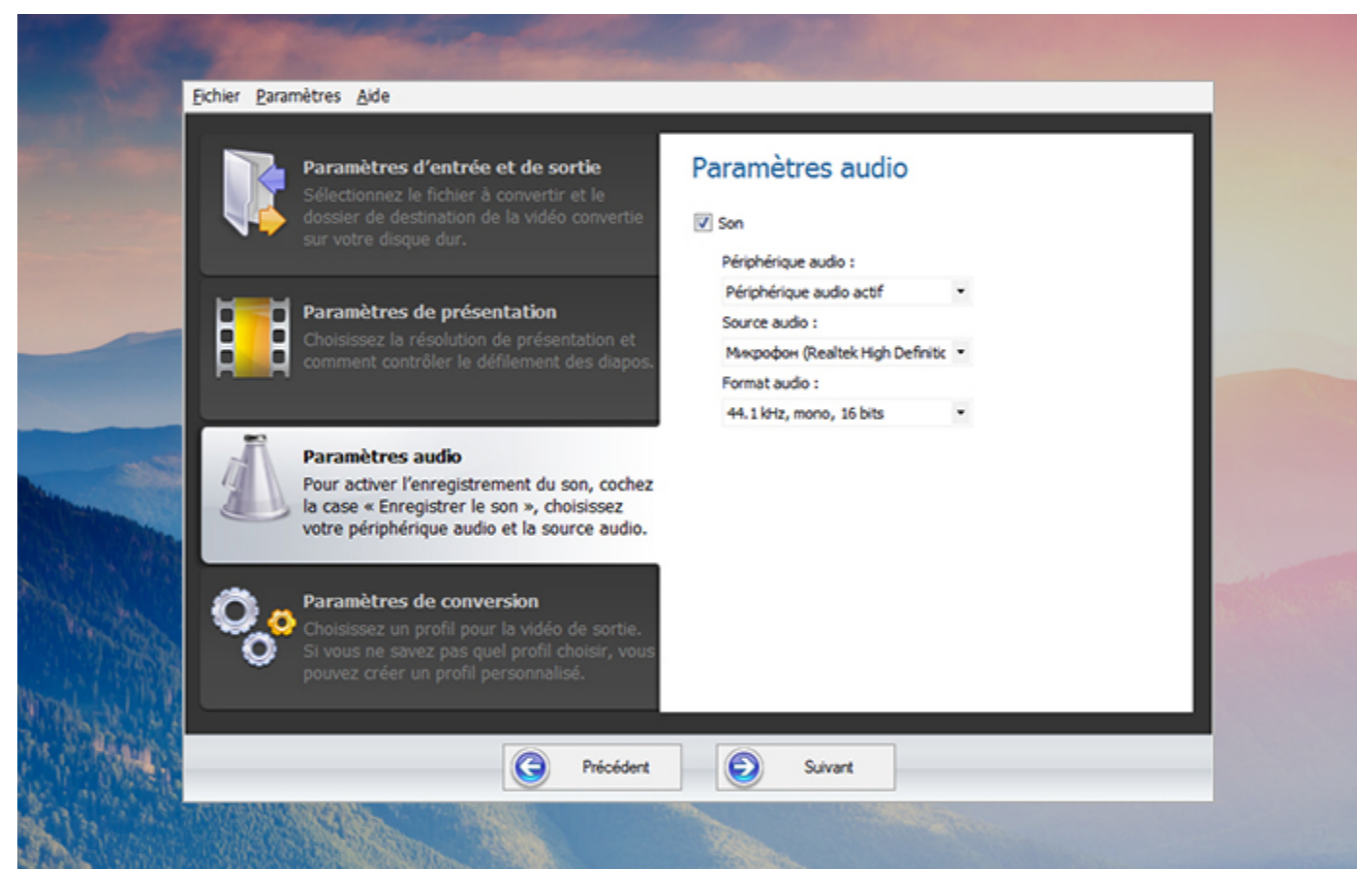 Fichier Paramètres Aide
Paramètres d'entrée et de sortie
Sélectionnez le fichier à convertir et le
dossier de destination de la vidéo convertie
sur votre disque dur.
Paramètres de présentation
Choisissez la résolution de présentation et
comment contrôler le défilement des diapos.
Paramètres audio
Pour activer l'enregistrement du son, cochez
la case « Enregistrer le son », choisissez
votre périphérique audio et la source audio.
Paramètres de conversion
Choisissez un profil pour la vidéo de sortie.
Si vous ne savez pas quel profil choisir, vous
pouvez créer un profil personnalisé.
Paramètres audio
Son
Périphérique audio :
Périphérique audio actif
Source audio :
Микрофон (Realtek High Definitic
Format audio :
44.1 kHz, mono, 16 bits
Précédent Suivant